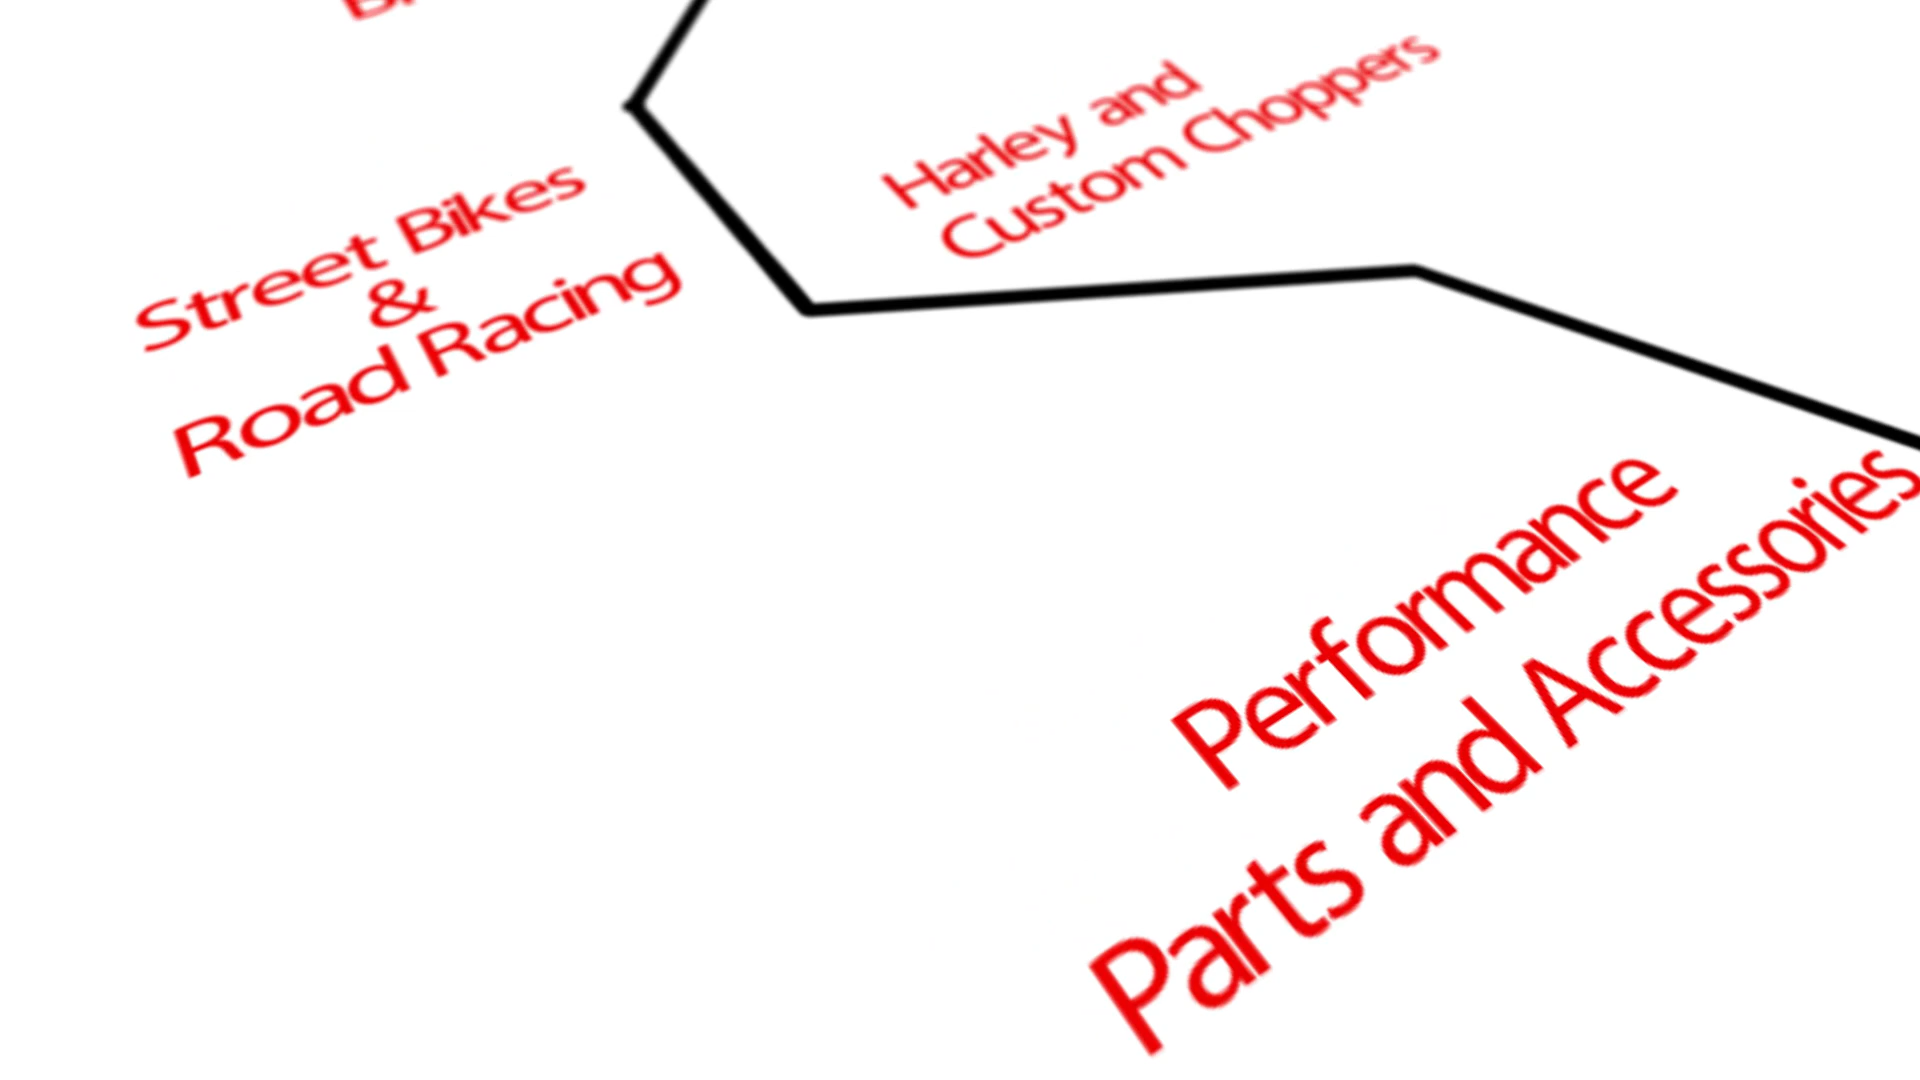 Harley and
Custom Choppers
Street Bikes
&
Road Racing
Performance
Parts and Accessories